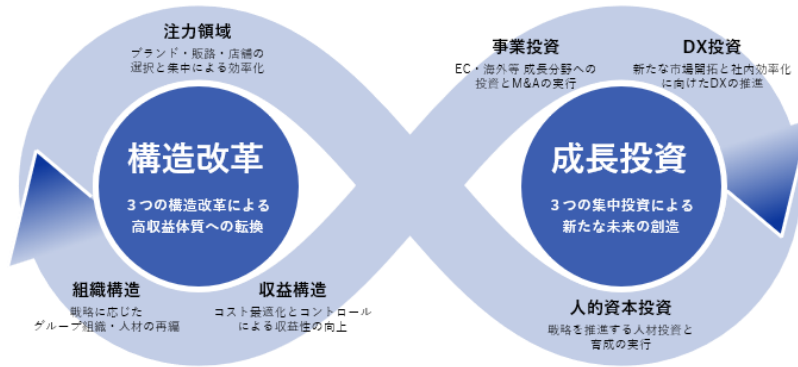 注力領域
ブランド・販路・店舗の
選択と集中による効率化
構造改革
3つの構造改革による
高収益体質への転換
組織構造
戦略に応じた
グループ組織・人材の再編
収益構造
コスト最適化とコントロール
による収益性の向上
事業投資
EC・海外等 成長分野への
投資とM&Aの実行
DX投資
新たな市場開拓と社内効率化
に向けたDXの推進
成長投資
3つの集中投資による
新たな未来の創造
人的資本投資
戦略を推進する人材投資と
育成の実行